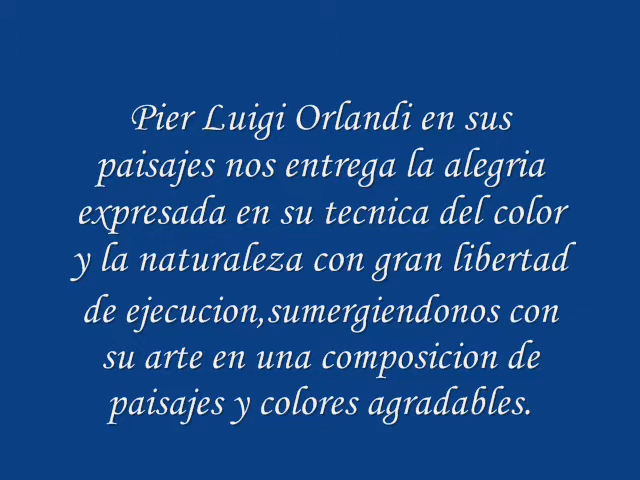 Pier Luigi Orlandi en sus
paisajes nos entrega la alegria
expresada en su tecnica del color
y la naturaleza con gran libertad
de ejecucion,sumergiendonos con
su arte en una composicion de
paisajes y colores agradables.